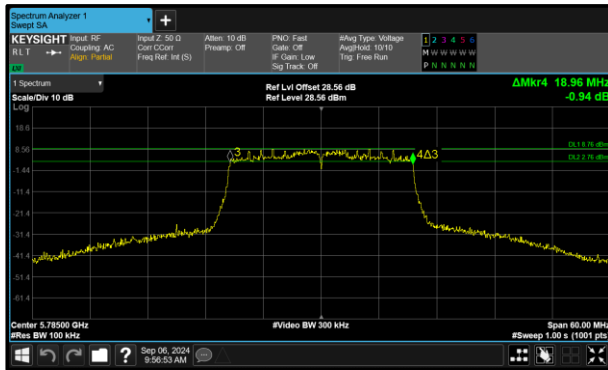 Spectrum Analyzer 1
Swept SA
KEYSIGHT
R L T
Input: RF
Coupling: AC
Align: Partial
Input Z: 50 Ω
Corr CCorr
Freq Ref: Int (S)
Atten: 10 dB
Preamp: Off
PNO: Fast
Gate: Off
IF Gain: Low
Sig Track: Off
#Avg Type: Voltage
Avg|Hold: 10/10
Trig: Free Run
1 2 3 4 5 6
M W W W W W
P N N N N N
1 Spectrum
Scale/Div 10 dB
Log
Ref Lvl Offset 28.56 dB
Ref Level 28.56 dBm
ΔMkr4 18.96 MHz
-0.94 dB
18.6
8.56
-1.44
-11.4
-21.4
-31.4
-41.4
-51.4
-61.4
3
4Δ3
DL1 8.76 dBm
DL2 2.76 dBm
Center 5.78500 GHz
#Res BW 100 kHz
#Video BW 300 kHz
Span 60.00 MHz
#Sweep 1.00 s (1001 pts)
Sep 06, 2024
9:56:53 AM